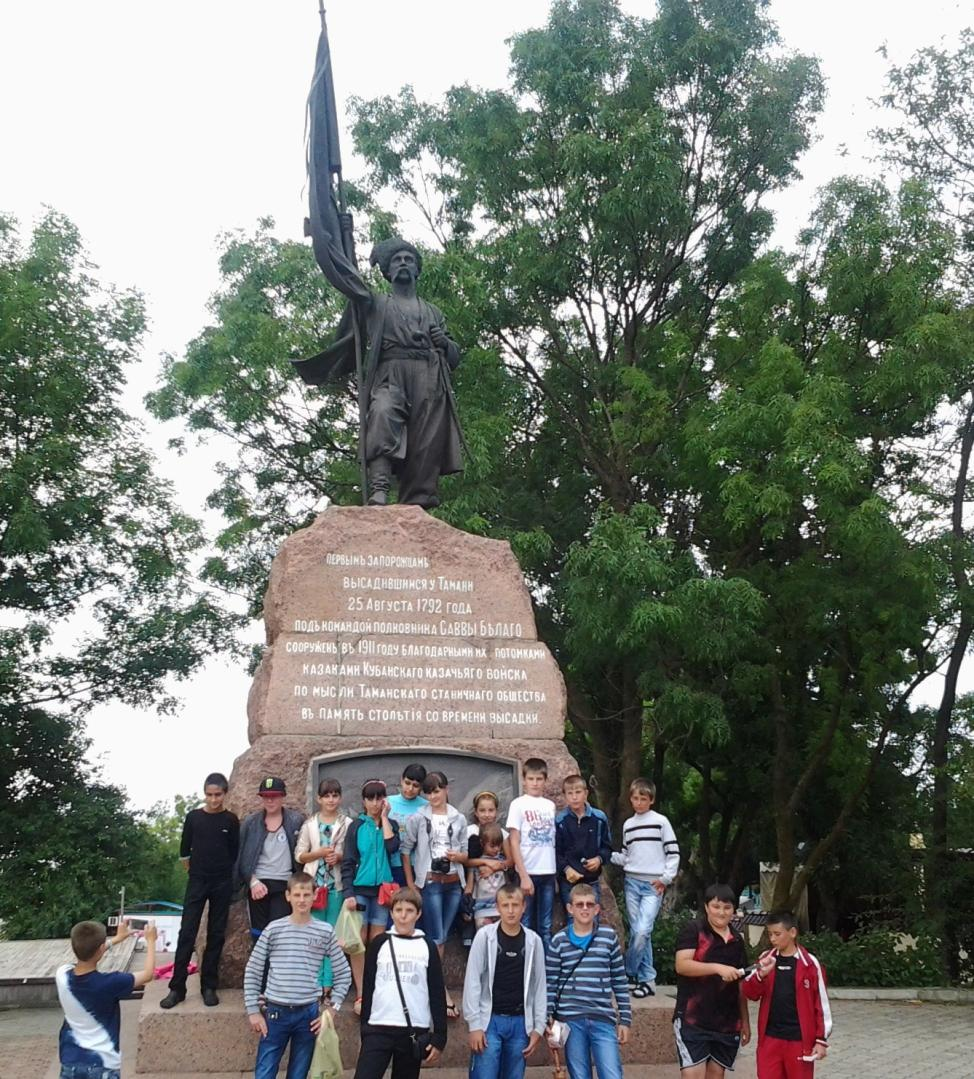 Первымъ Запорожцамъ
высадившимся у Тамани
25 Августа 1792 года
подъ командой полковника Саввы Бѣлаго
сооруженъ въ 1911 году благодарными ихъ потомками
казаками Кубанскаго казачьяго войска
по мысли Таманскаго станичнаго общества
въ память столѣтія со времени высадки.
88